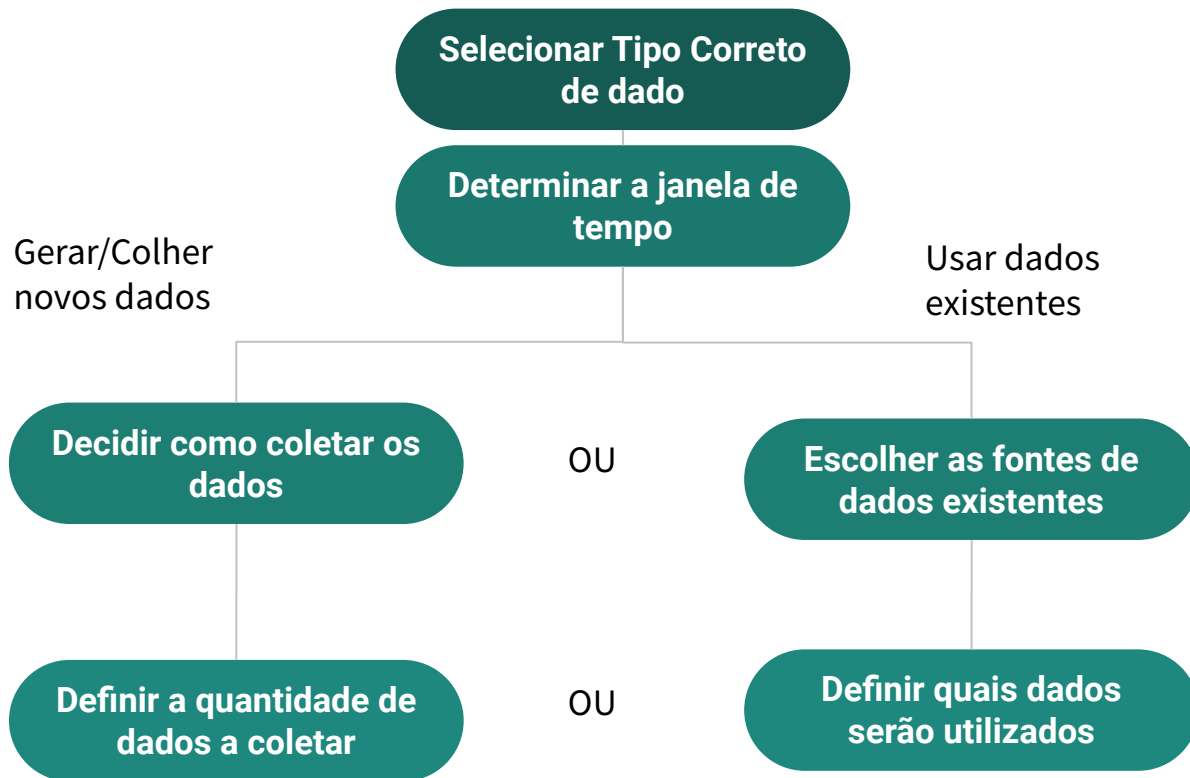 Selecionar Tipo Correto
de dado
Determinar a janela de
tempo
Gerar/Colher
novos dados
Usar dados
existentes
Decidir como coletar os
dados
OU
Escolher as fontes de
dados existentes
Definir a quantidade de
dados a coletar
OU
Definir quais dados
serão utilizados